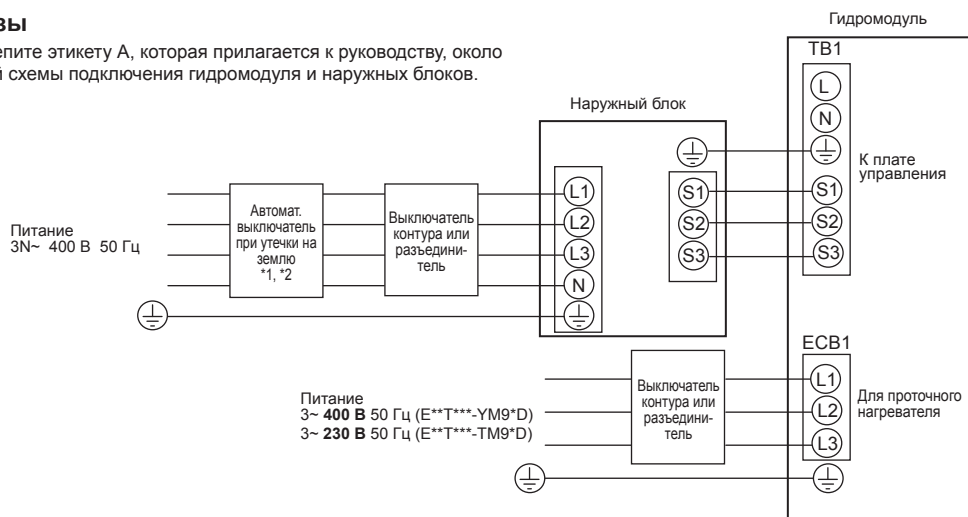 вы
епите этикету А, которая прилагается к руководству, около
й схемы подключения гидромодуля и наружных блоков.
Гидромодуль
TB1
L
N
S1
S2
S3
К плате
управления
Наружный блок
L1
L2
L3
N
S1
S2
S3
Питание
3N~ 400 В 50 Гц
Автомат.
выключатель
при утечки на
землю
*1, *2
Выключатель
контура или
разъедини-
тель
ECB1
L1
L2
L3
Для проточного
нагревателя
Питание
3~ 400 В 50 Гц (E**T***-YM9*D)
3~ 230 В 50 Гц (E**T***-TM9*D)
Выключатель
контура или
разъедини-
тель